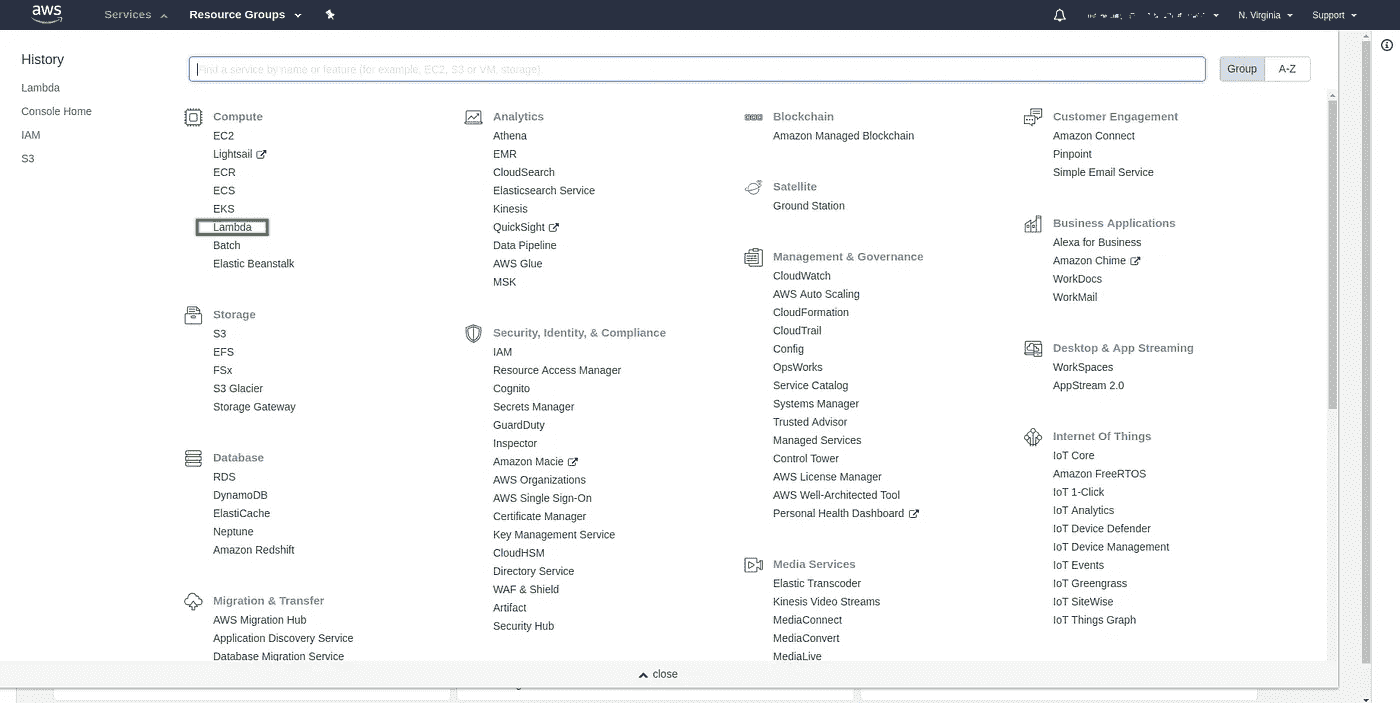 aws
Services
Resource Groups
N. Virginia
Support
History
Lambda
Console Home
IAM
S3
Find a service by name or feature (for example, EC2, S3 or VM, storage).
Group
A-Z
Compute
EC2
Lightsail
ECR
ECS
EKS
Lambda
Batch
Elastic Beanstalk
Storage
S3
EFS
FSx
S3 Glacier
Storage Gateway
Database
RDS
DynamoDB
ElastiCache
Neptune
Amazon Redshift
Migration & Transfer
AWS Migration Hub
Application Discovery Service
Database Migration Service
Analytics
Athena
EMR
CloudSearch
Elasticsearch Service
Kinesis
QuickSight
Data Pipeline
AWS Glue
MSK
Security, Identity, & Compliance
IAM
Resource Access Manager
Cognito
Secrets Manager
GuardDuty
Inspector
Amazon Macie
AWS Organizations
AWS Single Sign-On
Certificate Manager
Key Management Service
CloudHSM
Directory Service
WAF & Shield
Artifact
Security Hub
Blockchain
Amazon Managed Blockchain
Satellite
Ground Station
Management & Governance
CloudWatch
AWS Auto Scaling
CloudFormation
CloudTrail
Config
OpsWorks
Service Catalog
Systems Manager
Trusted Advisor
Managed Services
Control Tower
AWS License Manager
AWS Well-Architected Tool
Personal Health Dashboard
Media Services
Elastic Transcoder
Kinesis Video Streams
MediaConnect
MediaConvert
MediaLive
Customer Engagement
Amazon Connect
Pinpoint
Simple Email Service
Business Applications
Alexa for Business
Amazon Chime
WorkDocs
WorkMail
Desktop & App Streaming
WorkSpaces
AppStream 2.0
Internet Of Things
IoT Core
Amazon FreeRTOS
IoT 1-Click
IoT Analytics
IoT Device Defender
IoT Device Management
IoT Events
IoT Greengrass
IoT SiteWise
IoT Things Graph
close